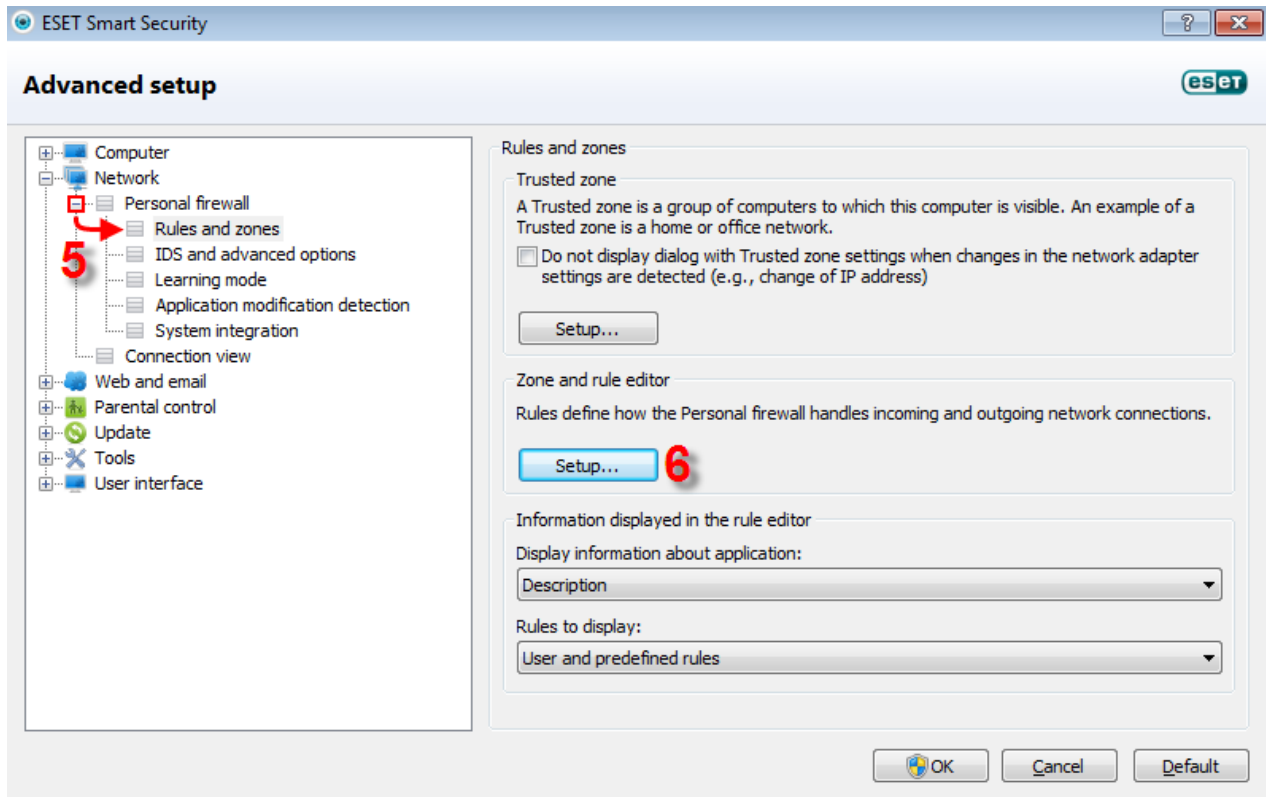 ESET Smart Security
?
x
Advanced setup
eseT
Computer
Network
Personal firewall
Rules and zones
5
IDS and advanced options
Learning mode
Application modification detection
System integration
Connection view
Web and email
Parental control
Update
Tools
User interface
Rules and zones
Trusted zone
A Trusted zone is a group of computers to which this computer is visible. An example of a
Trusted zone is a home or office network.
Do not display dialog with Trusted zone settings when changes in the network adapter
settings are detected (e.g., change of IP address)
Setup...
Zone and rule editor
Rules define how the Personal firewall handles incoming and outgoing network connections.
Setup...
6
Information displayed in the rule editor
Display information about application:
Description
Rules to display:
User and predefined rules
OK
Cancel
Default